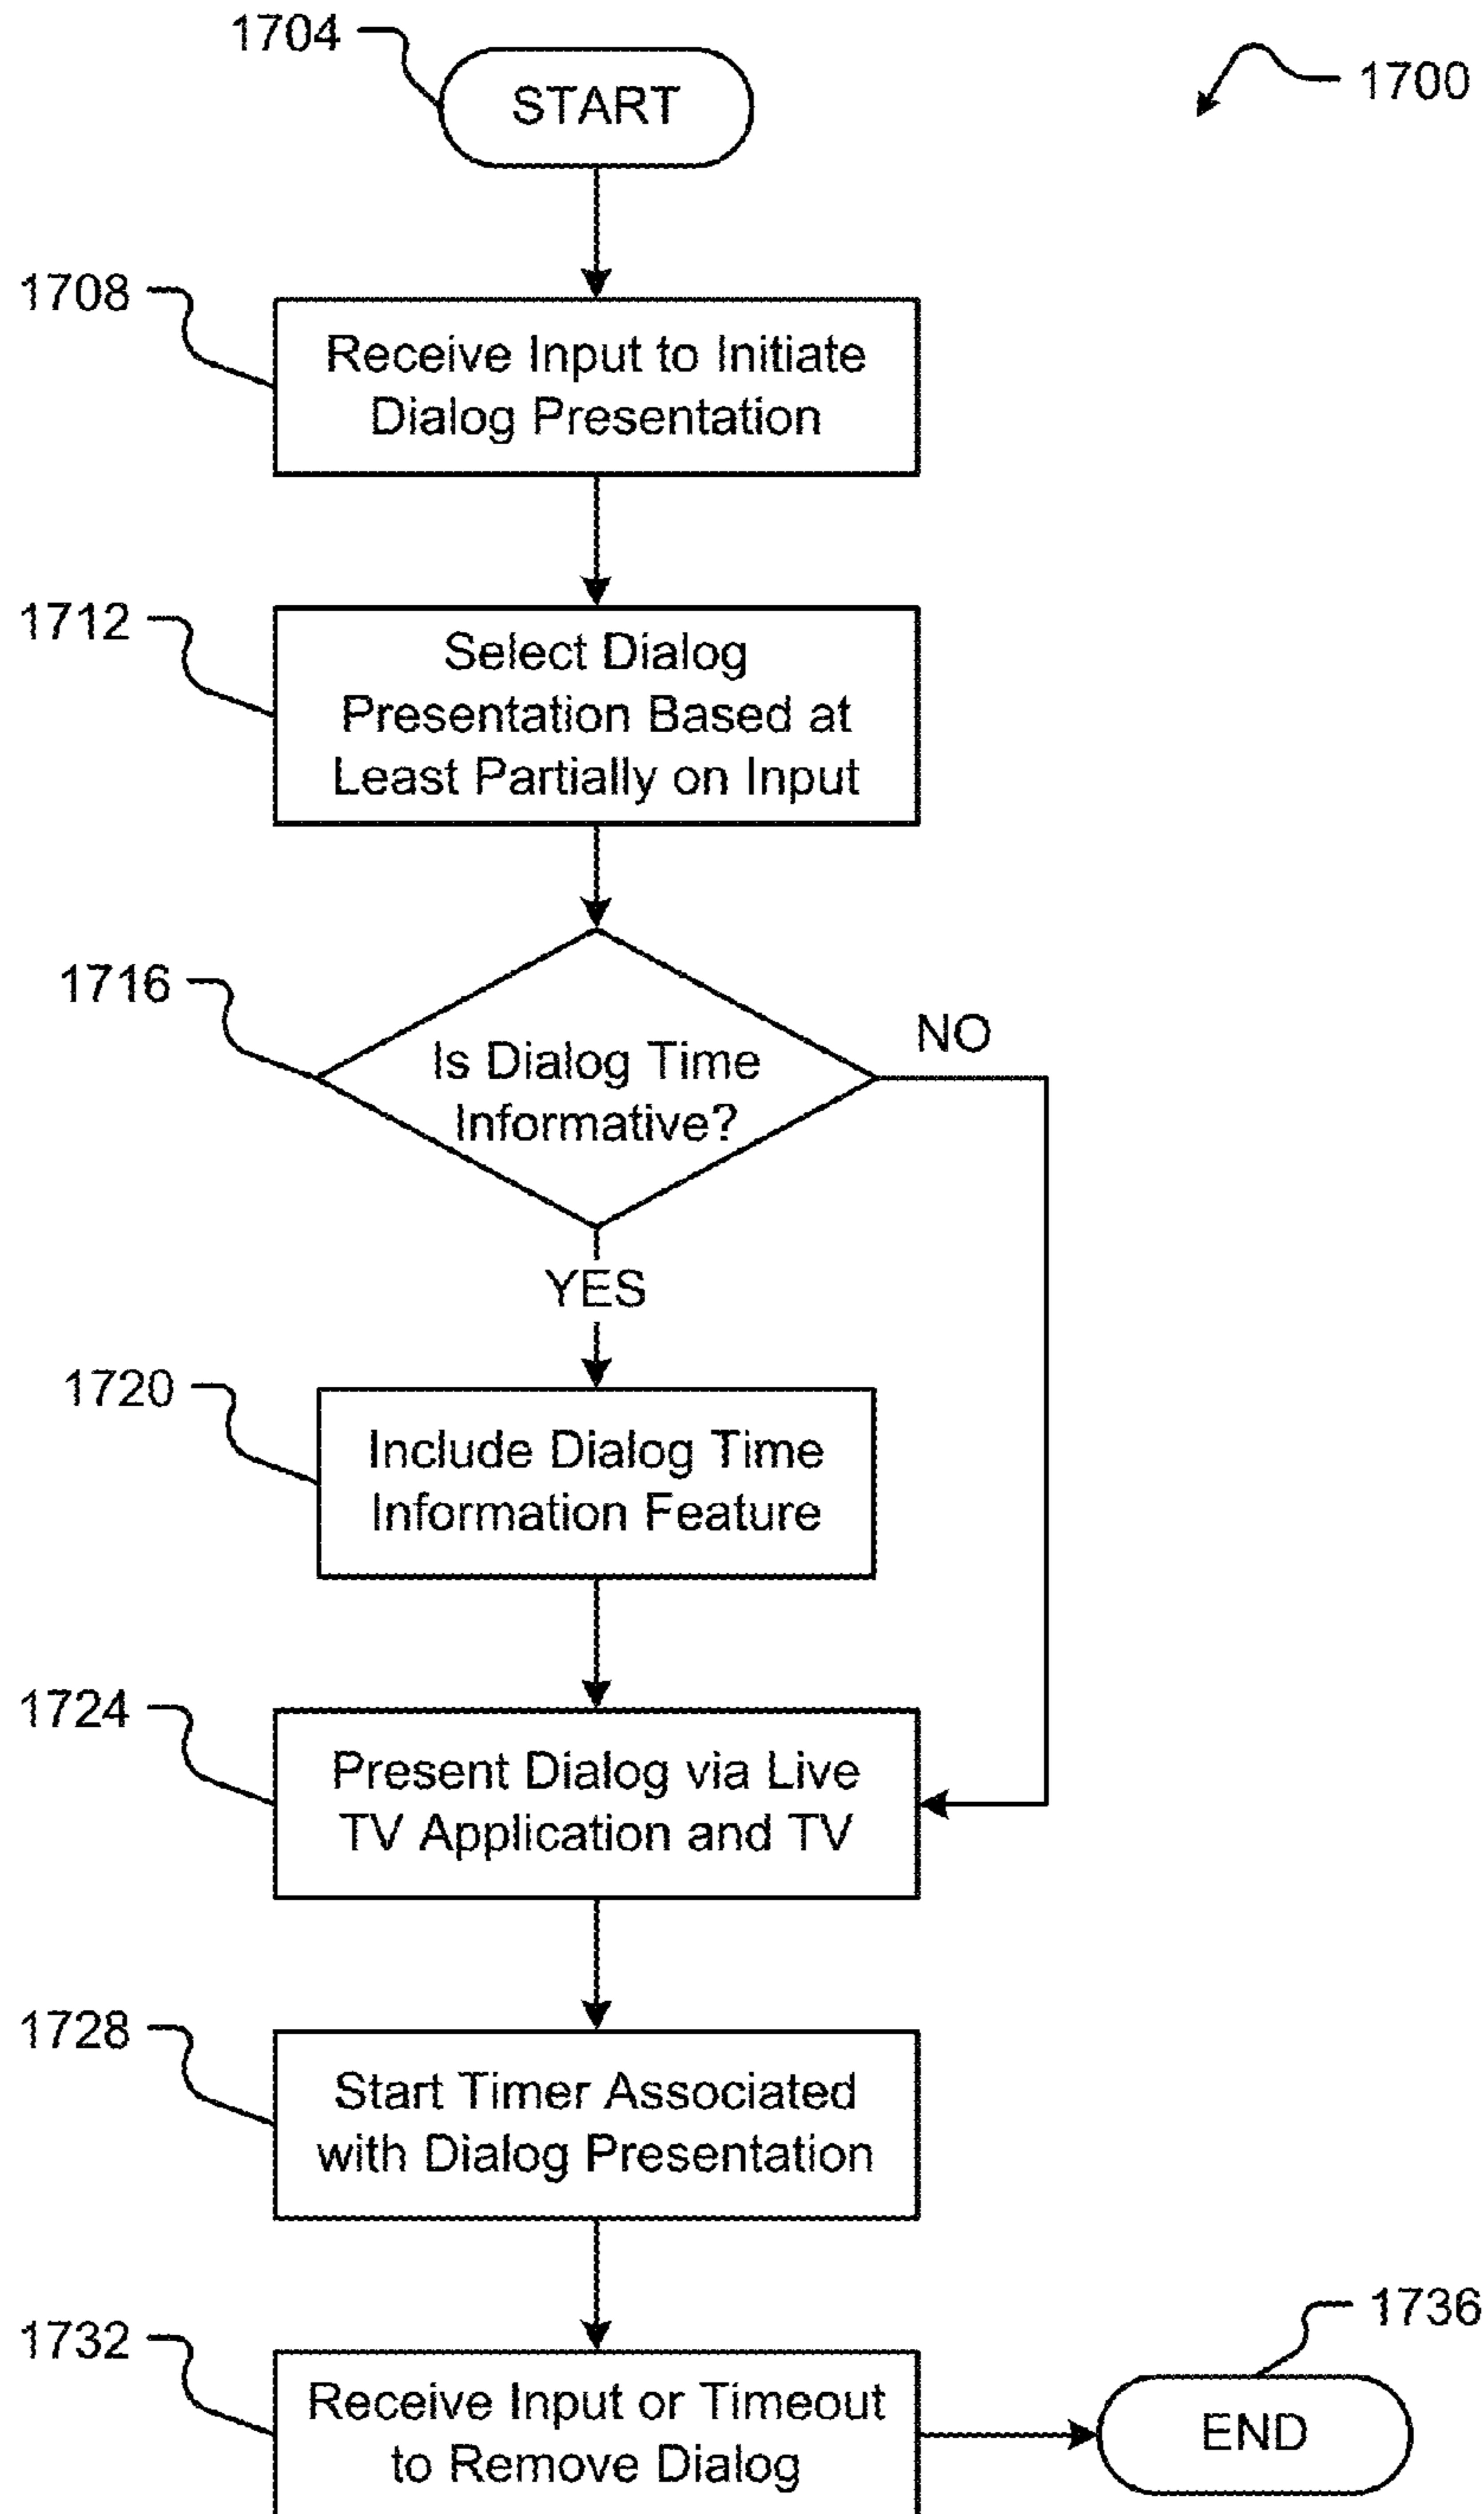 1704
START
1700
1708
Receive Input to Initiate
Dialog Presentation
1712
Select Dialog
Presentation Based at
Least Partially on Input
1716
Is Dialog Time
Informative?
NO
YES
1720
Include Dialog Time
Information Feature
1724
Present Dialog via Live
TV Application and TV
1728
Start Timer Associated
with Dialog Presentation
1732
Receive Input or Timeout
to Remove Dialog
1736
END